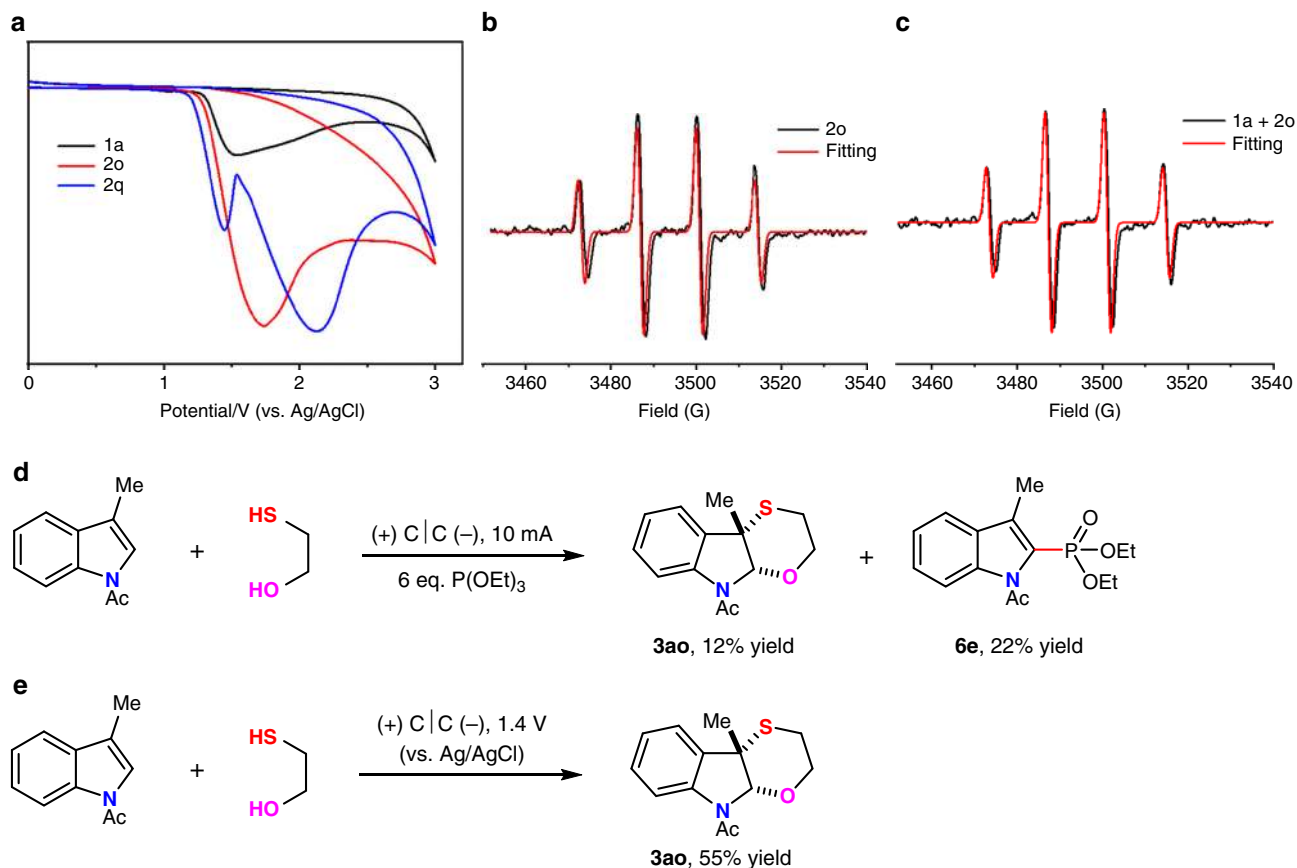 a
1a
2o
2q
0
1
2
3
Potential/V (vs. Ag/AgCl)
b
2o
Fitting
3460
3480
3500
3520
3540
Field (G)
c
1a + 2o
Fitting
3460
3480
3500
3520
3540
Field (G)
d
Me
N
Ac
+
HS
HO
(+) C|C (–), 10 mA
6 eq. P(OEt)3
Me
S
O
N
Ac
3ao, 12% yield
+
Me
O
P
OEt
OEt
N
Ac
6e, 22% yield
e
Me
N
Ac
+
HS
HO
(+) C|C (–), 1.4 V
(vs. Ag/AgCl)
Me
S
O
N
Ac
3ao, 55% yield